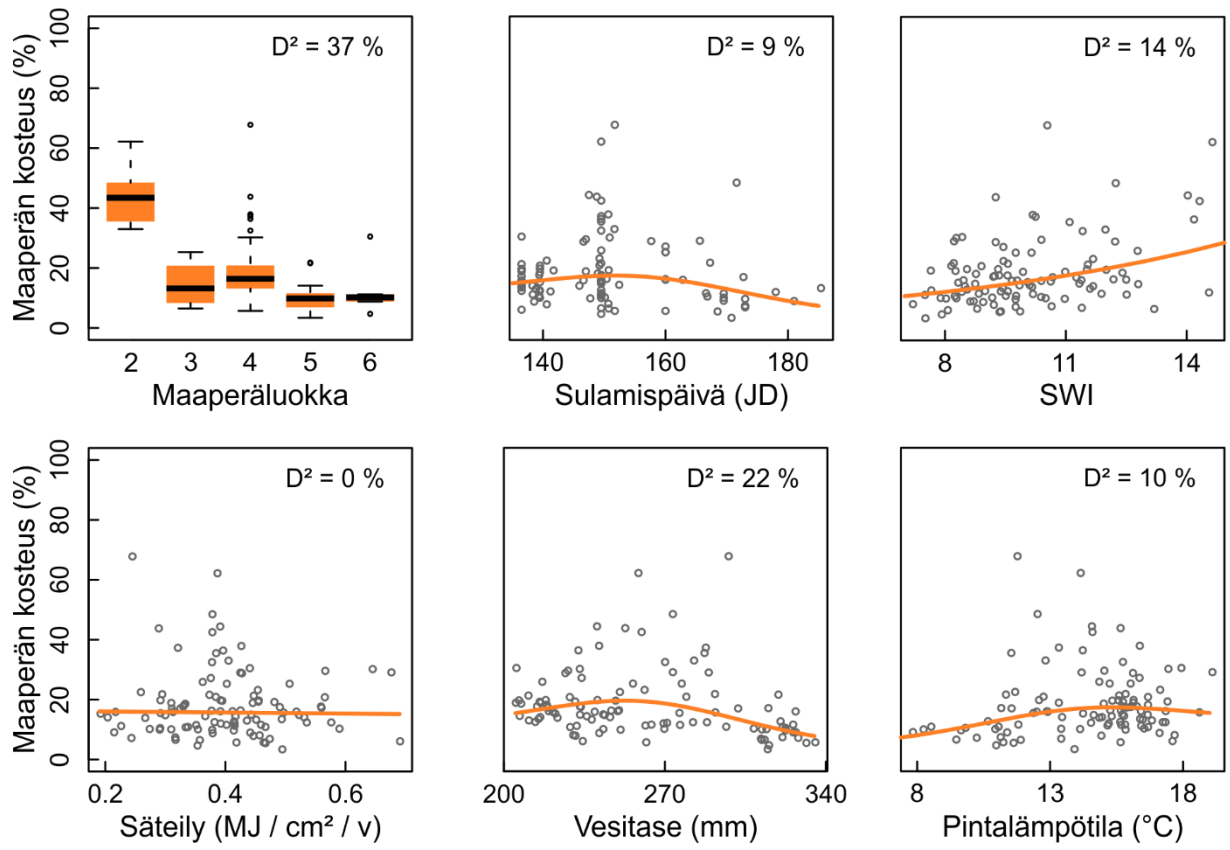 Maaperän kosteus (%)
0 20 40 60 80 100
D² = 37 %
2 3 4 5 6
Maaperäluokka
D² = 9 %
140 160 180
Sulamispäivä (JD)
D² = 14 %
8 11 14
SWI
Maaperän kosteus (%)
0 20 40 60 80 100
D² = 0 %
0.2 0.4 0.6
Säteily (MJ / cm² / v)
D² = 22 %
200 270 340
Vesitase (mm)
D² = 10 %
8 13 18
Pintalämpötila (°C)